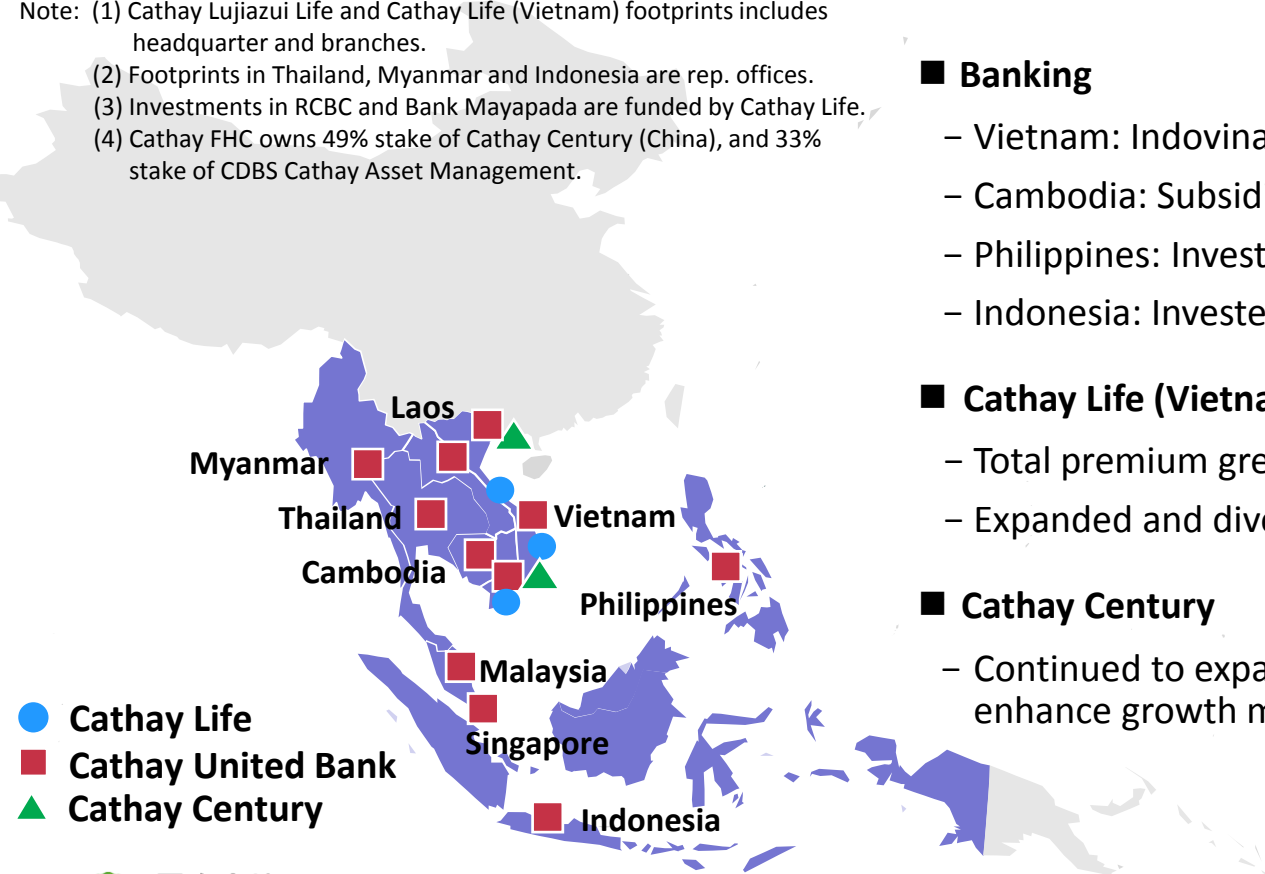 Note: (1) Cathay Lujiazui Life and Cathay Life (Vietnam) footprints includes
headquarter and branches.
(2) Footprints in Thailand, Myanmar and Indonesia are rep. offices.
(3) Investments in RCBC and Bank Mayapada are funded by Cathay Life.
(4) Cathay FHC owns 49% stake of Cathay Century (China), and 33%
stake of CDBS Cathay Asset Management.
Laos
Myanmar
Thailand
Vietnam
Cambodia
Philippines
Malaysia
Singapore
Indonesia
Cathay Life
Cathay United Bank
Cathay Century
■ Banking
– Vietnam: Indovina
– Cambodia: Subsid
– Philippines: Invest
– Indonesia: Investe
■ Cathay Life (Vietna
– Total premium gre
– Expanded and dive
■ Cathay Century
– Continued to expa
enhance growth m